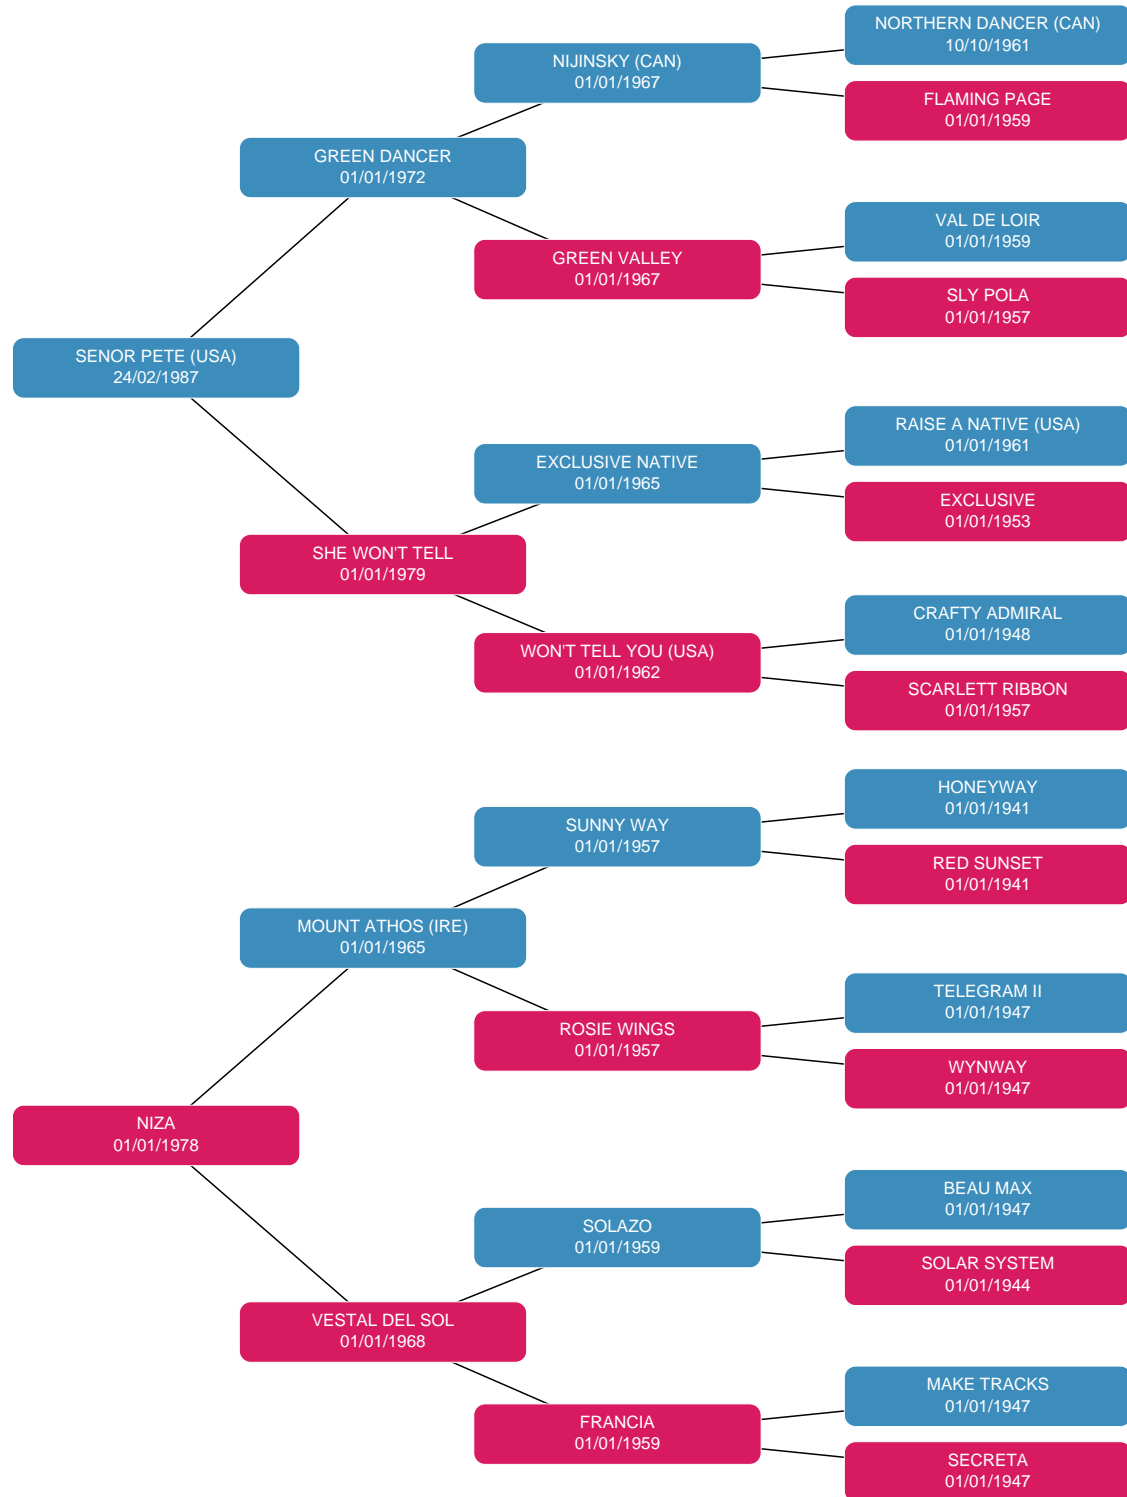 NORTHERN DANCER (CAN)
10/10/1961
NIJINSKY (CAN)
01/01/1967
FLAMING PAGE
01/01/1959
GREEN DANCER
01/01/1972
VAL DE LOIR
01/01/1959
GREEN VALLEY
01/01/1967
SLY POLA
01/01/1957
SENOR PETE (USA)
24/02/1987
RAISE A NATIVE (USA)
01/01/1961
EXCLUSIVE NATIVE
01/01/1965
EXCLUSIVE
01/01/1953
SHE WON'T TELL
01/01/1979
CRAFTY ADMIRAL
01/01/1948
WON'T TELL YOU (USA)
01/01/1962
SCARLETT RIBBON
01/01/1957
HONEYWAY
01/01/1941
SUNNY WAY
01/01/1957
RED SUNSET
01/01/1941
MOUNT ATHOS (IRE)
01/01/1965
TELEGRAM II
01/01/1947
ROSIE WINGS
01/01/1957
WYNWAY
01/01/1947
NIZA
01/01/1978
BEAU MAX
01/01/1947
SOLAZO
01/01/1959
SOLAR SYSTEM
01/01/1944
VESTAL DEL SOL
01/01/1968
MAKE TRACKS
01/01/1947
FRANCIA
01/01/1959
SECRETA
01/01/1947